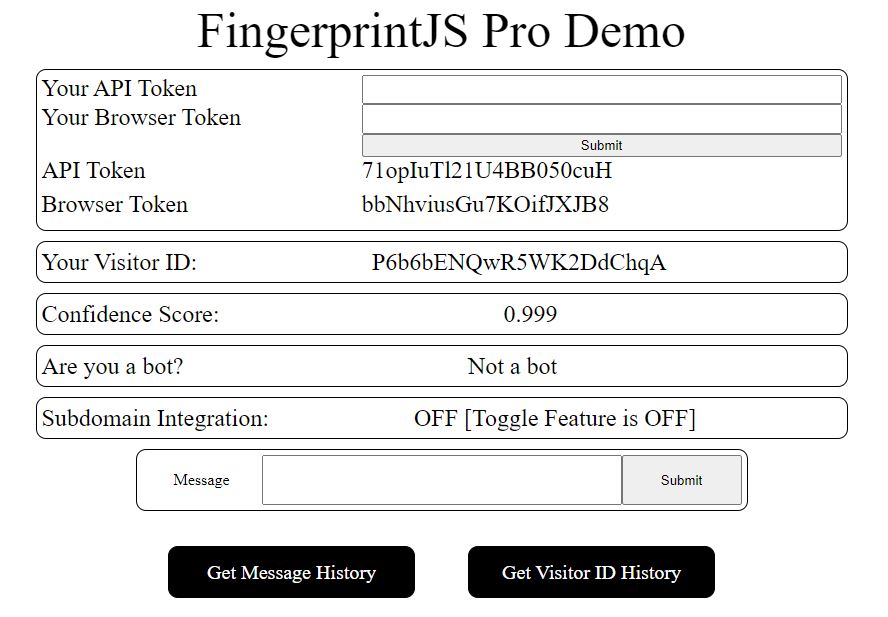 FingerprintJS Pro Demo
Your API Token
Your Browser Token
Submit
API Token 71opIuTl21U4BB050cuH
Browser Token bbNhviusGu7KOifJXJB8
Your Visitor ID: P6b6bENQwR5WK2DdChqA
Confidence Score: 0.999
Are you a bot? Not a bot
Subdomain Integration: OFF [Toggle Feature is OFF]
Message Submit
Get Message History Get Visitor ID History